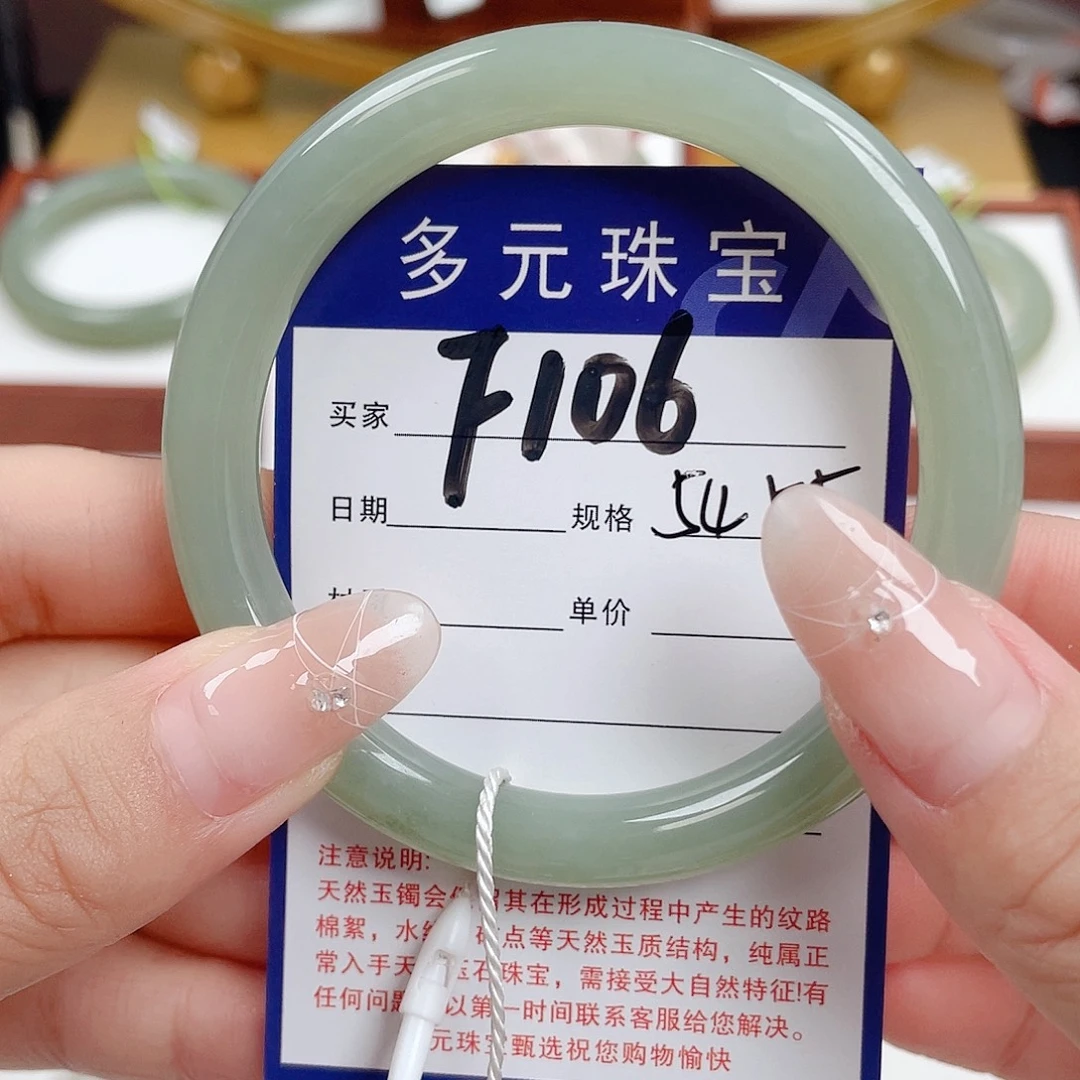 多元珠宝
买家 7106
日期 规格 54
单价
注意说明:
天然玉镯会 其在形成过程中产生的纹路
棉絮，水 点等天然玉质结构，纯属正
常入手天 玉石珠宝，需接受大自然特征!有
任何问题 以第一时间联系客服给您解决。
元珠宝甄选祝您购物愉快